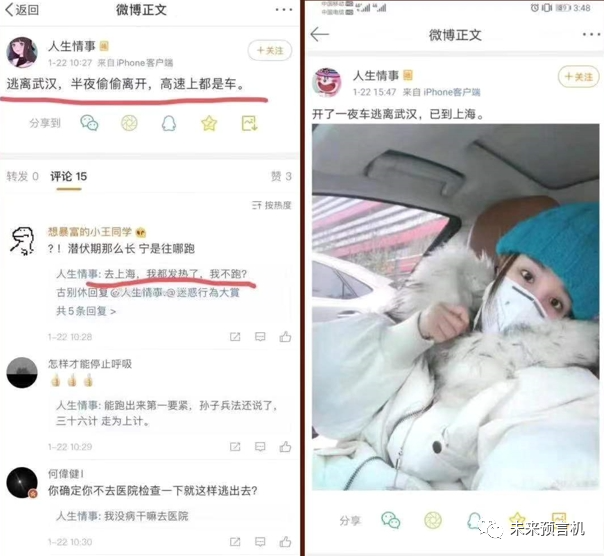 返回
微博正文
人生情事
1-22 10:27 来自 iPhone客户端
+关注
逃离武汉，半夜偷偷离开，高速上都是车。
分享到
转发 0
评论 15
赞 3
按热度
想暴富的小王同学
？！潜伏期那么长 宁是往哪跑
人生情事: 去上海，我都发热了，我不跑?
古别休回复@人生情事:@迷惑行為大賞
共5条回复 >
1-22 10:28
怎样才能停止呼吸
👍👍👍
人生情事: 能跑出来第一要紧，孙子兵法还说了，
三十六计 走为上计。
1-22 10:29
何偉健!
你确定你不去医院检查一下就这样逃出去?
人生情事: 我没病干嘛去医院
1-22 10:30
中国移动
中国电信
3:48
微博正文
人生情事
1-22 15:47 来自 iPhone客户端
+关注
开了一夜车逃离武汉，已到上海。
分享
未来预言机